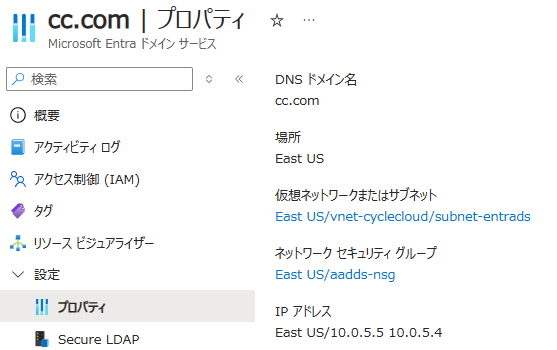 cc.com | プロパティ
Microsoft Entra ドメイン サービス
検索
概要
アクティビティ ログ
アクセス制御 (IAM)
タグ
リソース ビジュアライザー
設定
プロパティ
Secure LDAP
DNS ドメイン名
cc.com
場所
East US
仮想ネットワークまたはサブネット
East US/vnet-cyclecloud/subnet-entrads
ネットワーク セキュリティ グループ
East US/aadds-nsg
IP アドレス
East US/10.0.5.5 10.0.5.4